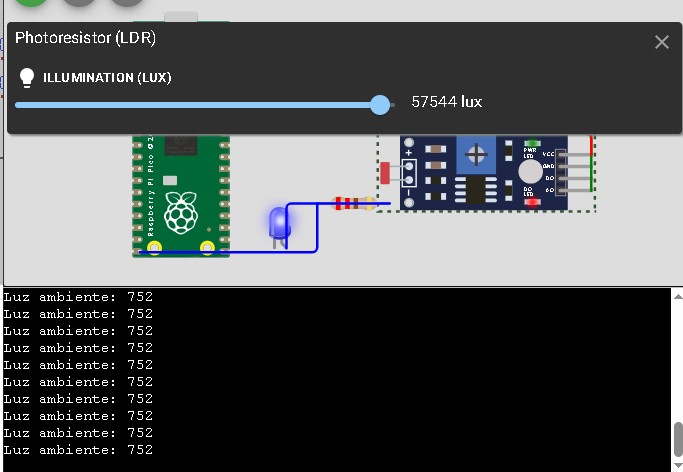 Photoresistor (LDR)
ILLUMINATION (LUX)
57544 lux
Raspberry Pi Pico ©2
+
−
PWR
LED
DO
LED
VCC
GND
DO
AO
Luz ambiente: 752
Luz ambiente: 752
Luz ambiente: 752
Luz ambiente: 752
Luz ambiente: 752
Luz ambiente: 752
Luz ambiente: 752
Luz ambiente: 752
Luz ambiente: 752
Luz ambiente: 752